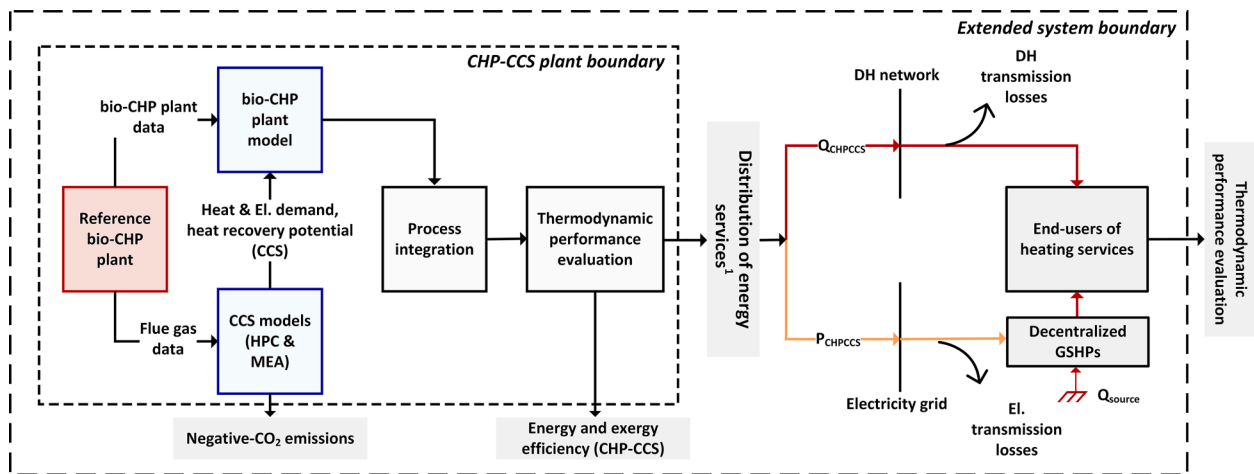 Extended system boundary
CHP-CCS plant boundary
bio-CHP plant
data
bio-CHP
plant
model
Reference
bio-CHP
plant
Heat & El. demand,
heat recovery potential
(CCS)
Flue gas
data
CCS models
(HPC &
MEA)
Process
integration
Thermodynamic
performance
evaluation
Negative-CO₂ emissions
Energy and exergy
efficiency (CHP-CCS)
Distribution of energy
services¹
DH network
DH
transmission
losses
Q_CHPCCS
End-users of
heating services
P_CHPCCS
Decentralized
GSHPs
Electricity grid
El.
transmission
losses
Q_source
Thermodynamic
performance evaluation